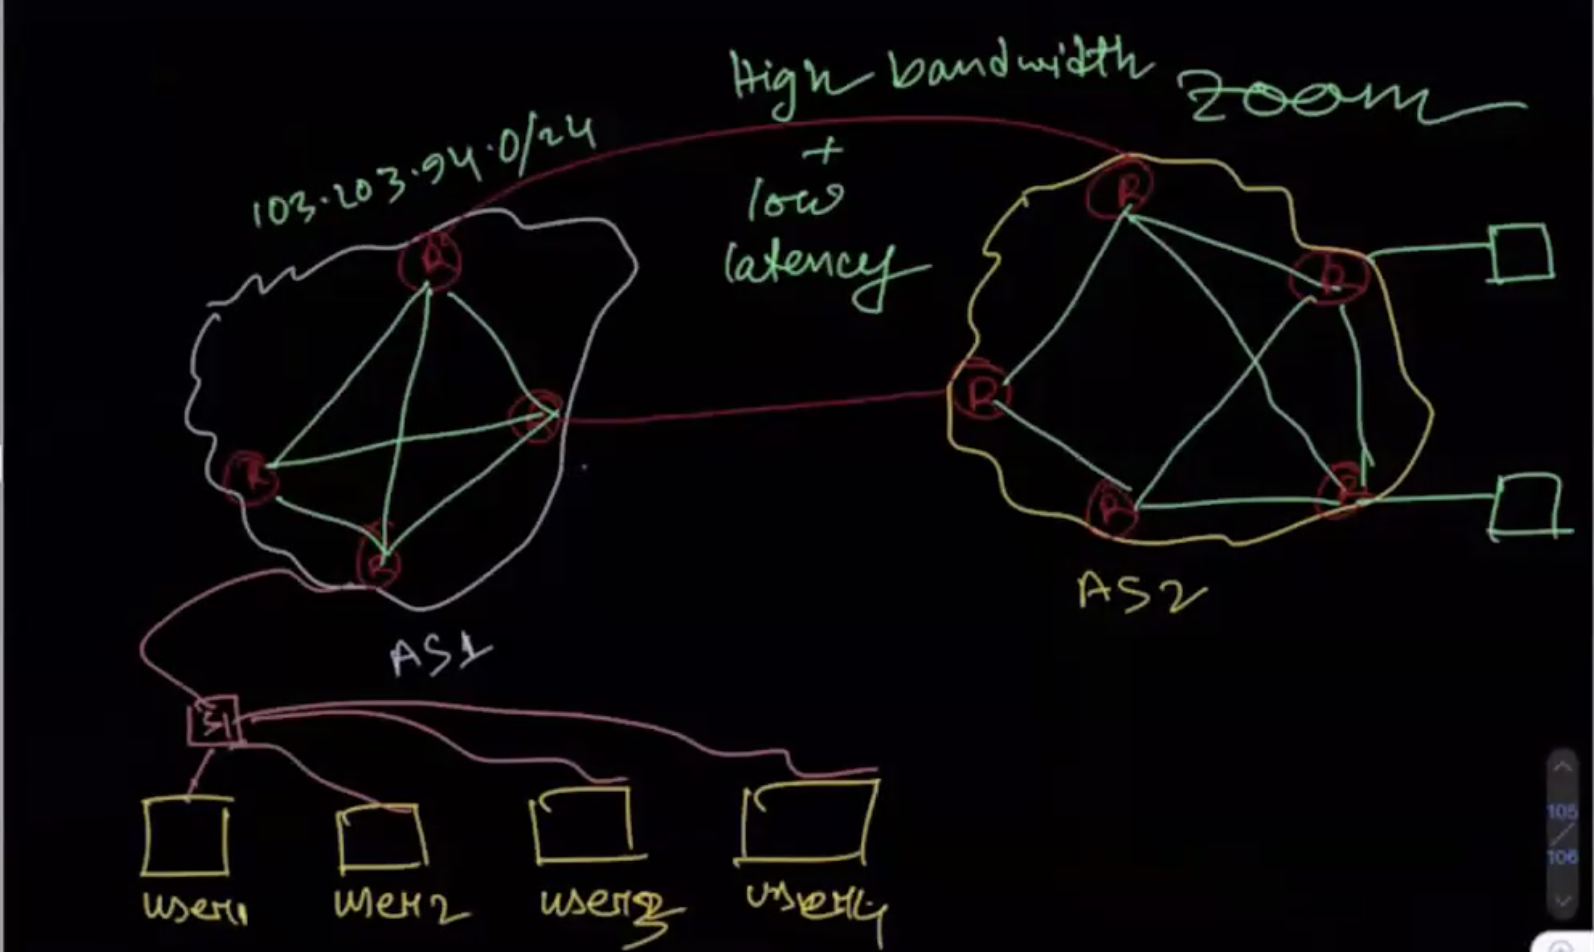 High bandwidth
+
low
latency
Zoom
103.203.94.0/24
R
R
R
R
R
R
R
R
R
AS1
AS2
S1
user1
user2
user3
user4
105
/
106